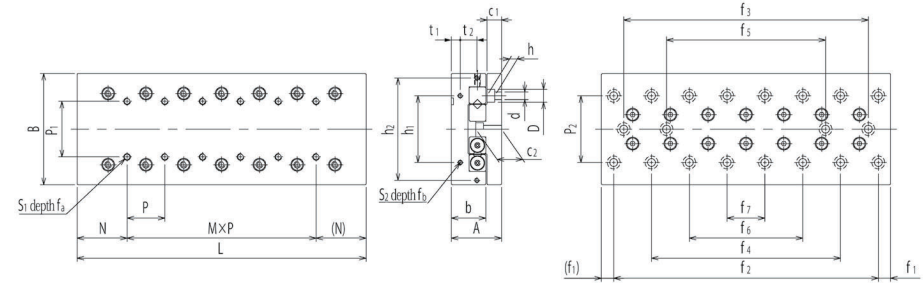 B
P1
S1 depth fa
P
N
M×P
(N)
L
t1
t2
c1
h
h2
h1
d
D
c2
S2 depth fb
b
A
f3
f5
P2
f7
f6
f4
(f1)
f2
f1